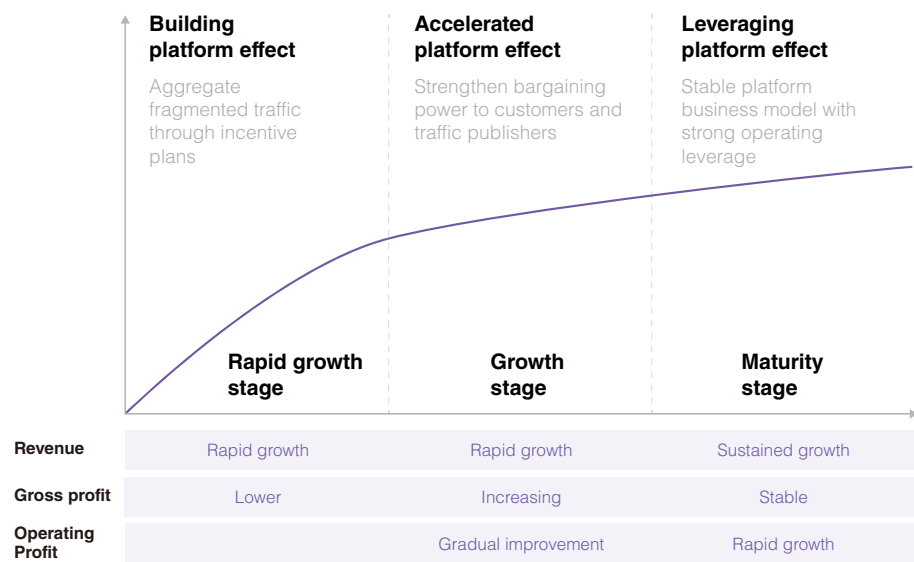 Building
platform effect
Aggregate
fragmented traffic
through incentive
plans
Accelerated
platform effect
Strengthen bargaining
power to customers and
traffic publishers
Leveraging
platform effect
Stable platform
business model with
strong operating
leverage
Rapid growth
stage
Growth
stage
Maturity
stage
Revenue Rapid growth Rapid growth Sustained growth
Gross profit Lower Increasing Stable
Operating
Profit
Gradual improvement Rapid growth